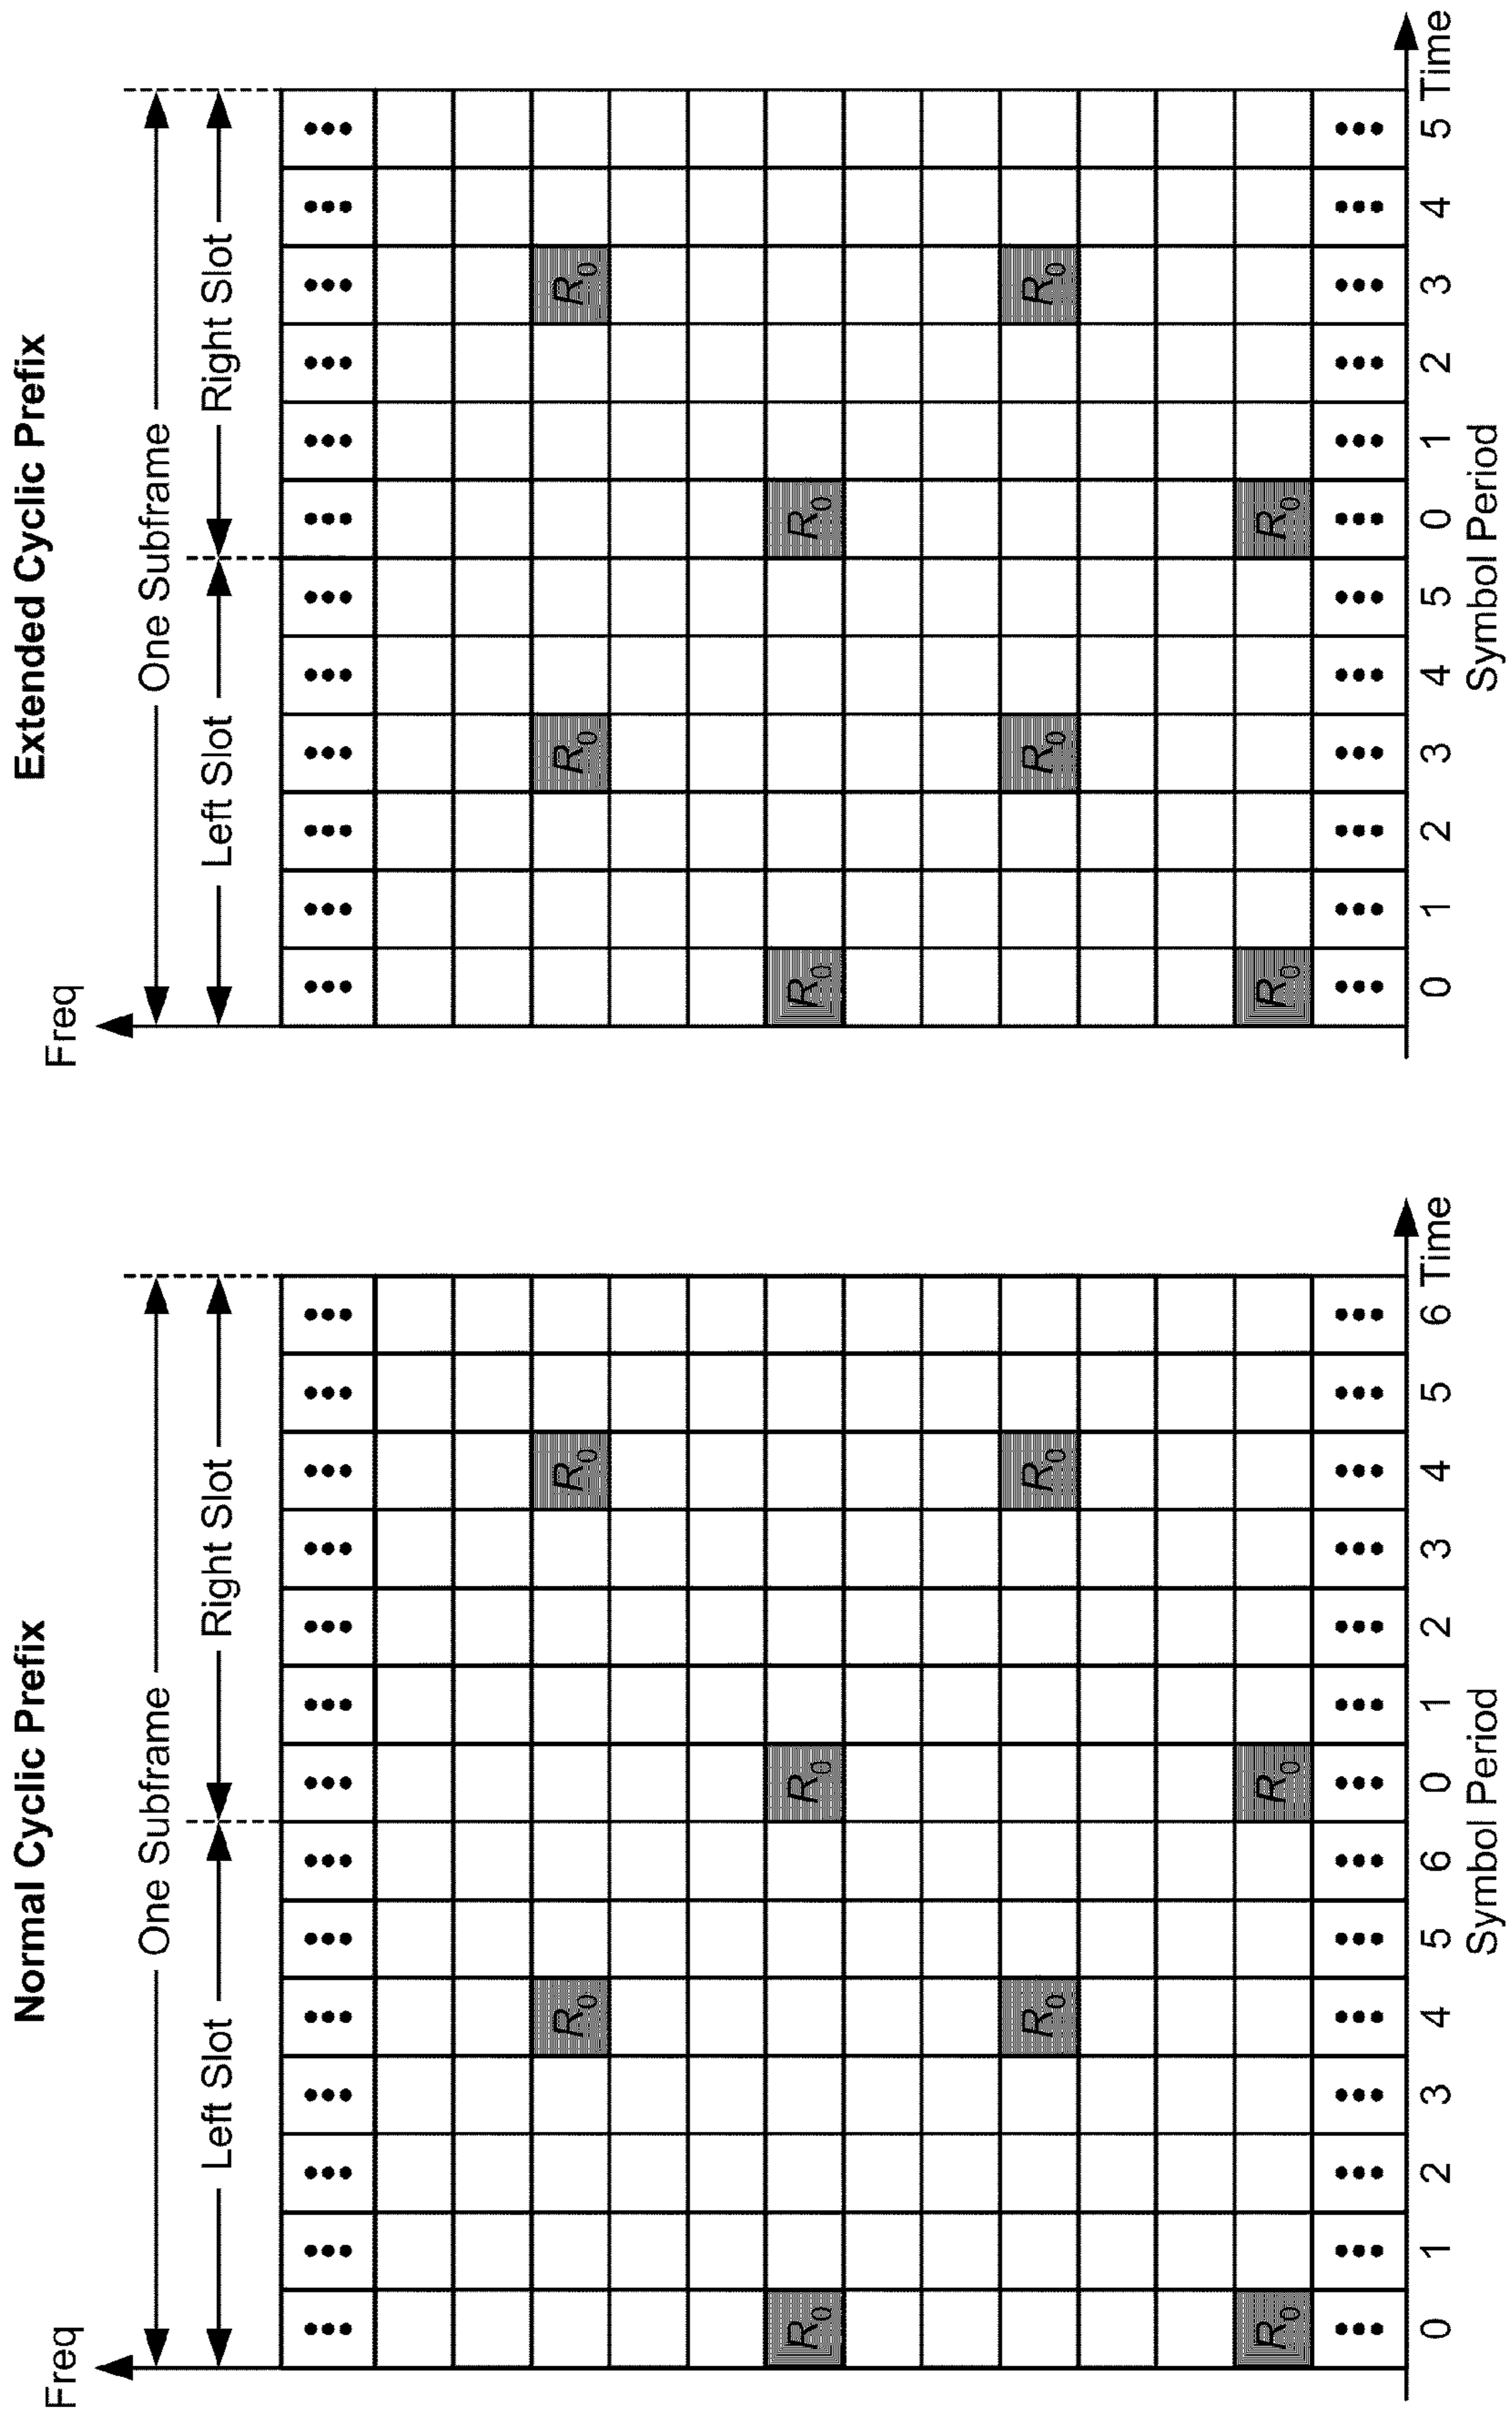 Normal Cyclic Prefix
Freq
One Subframe
Left Slot Right Slot
••• ••• ••• ••• ••• ••• ••• ••• ••• ••• ••• ••• ••• •••
R0 R0
R0 R0
R0 R0
R0 R0
••• ••• ••• ••• ••• ••• ••• ••• ••• ••• ••• ••• ••• •••
0 1 2 3 4 5 6 0 1 2 3 4 5 6 Time
Symbol Period
Extended Cyclic Prefix
Freq
One Subframe
Left Slot Right Slot
••• ••• ••• ••• ••• ••• ••• ••• ••• ••• ••• •••
R0 R0
R0 R0
R0 R0
R0 R0
••• ••• ••• ••• ••• ••• ••• ••• ••• ••• ••• •••
0 1 2 3 4 5 0 1 2 3 4 5 Time
Symbol Period